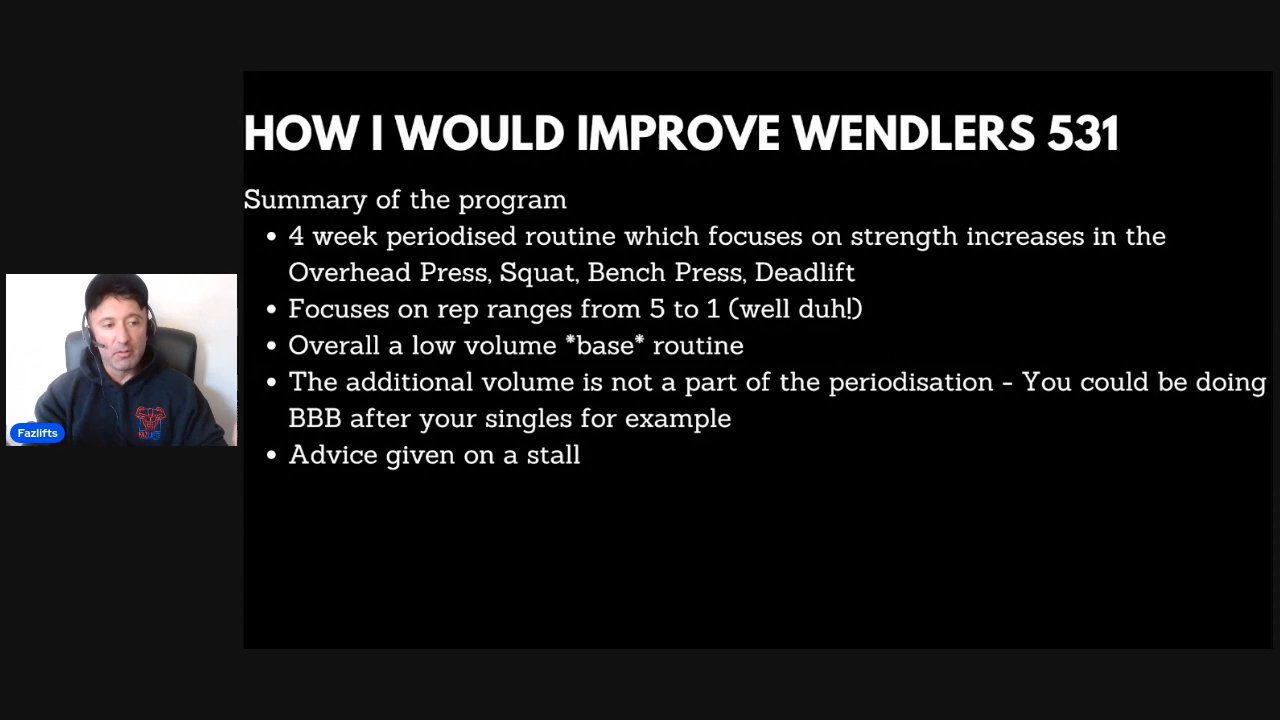 HOW I WOULD IMPROVE WENDLERS 531
Summary of the program
• 4 week periodised routine which focuses on strength increases in the
Overhead Press, Squat, Bench Press, Deadlift
• Focuses on rep ranges from 5 to 1 (well duh!)
• Overall a low volume *base* routine
• The additional volume is not a part of the periodisation - You could be doing
BBB after your singles for example
• Advice given on a stall
Fazlifts